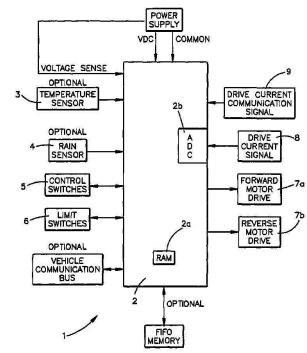 POWER
SUPPLY
VDC
COMMON
VOLTAGE SENSE
OPTIONAL
3
TEMPERATURE
SENSOR
OPTIONAL
4
RAIN
SENSOR
5
CONTROL
SWITCHES
6
LIMIT
SWITCHES
OPTIONAL
VEHICLE
COMMUNICATION
BUS
1
2b
A
D
C
2a
RAM
2
9
DRIVE CURRENT
COMMUNICATION
SIGNAL
8
DRIVE
CURRENT
SIGNAL
7a
FORWARD
MOTOR
DRIVE
7b
REVERSE
MOTOR
DRIVE
OPTIONAL
FIFO
MEMORY